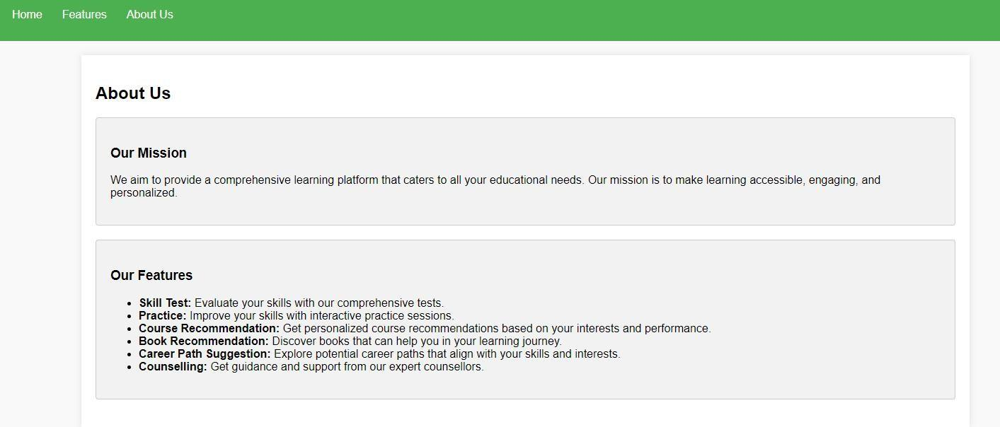 Home Features About Us
About Us
Our Mission
We aim to provide a comprehensive learning platform that caters to all your educational needs. Our mission is to make learning accessible, engaging, and
personalized.
Our Features
• Skill Test: Evaluate your skills with our comprehensive tests.
• Practice: Improve your skills with interactive practice sessions.
• Course Recommendation: Get personalized course recommendations based on your interests and performance.
• Book Recommendation: Discover books that can help you in your learning journey.
• Career Path Suggestion: Explore potential career paths that align with your skills and interests.
• Counselling: Get guidance and support from our expert counsellors.